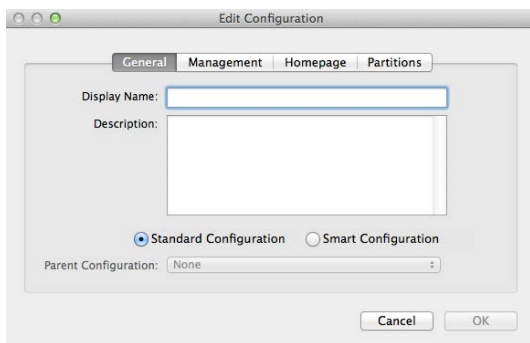 Edit Configuration
General Management Homepage Partitions
Display Name:
Description:
Standard Configuration Smart Configuration
Parent Configuration: None
Cancel OK